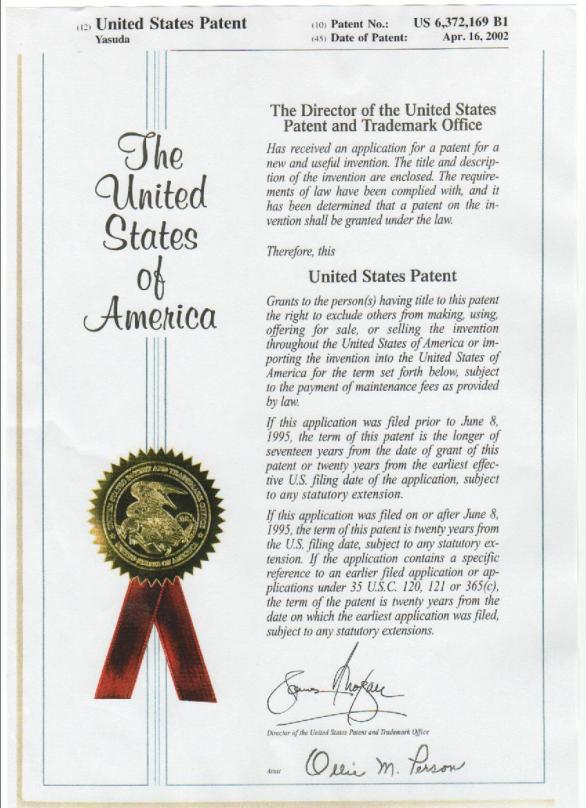 (12) United States Patent
Yasuda
(10) Patent No.: US 6,372,169 B1
(45) Date of Patent: Apr. 16, 2002
The
United
States
of
America
The Director of the United States
Patent and Trademark Office
Has received an application for a patent for a
new and useful invention. The title and descrip-
tion of the invention are enclosed. The require-
ments of law have been complied with, and it
has been determined that a patent on the in-
vention shall be granted under the law.
Therefore, this
United States Patent
Grants to the person(s) having title to this patent
the right to exclude others from making, using,
offering for sale, or selling the invention
throughout the United States of America or im-
porting the invention into the United States of
America for the term set forth below, subject
to the payment of maintenance fees as provided
by law.
If this application was filed prior to June 8,
1995, the term of this patent is the longer of
seventeen years from the date of grant of this
patent or twenty years from the earliest effec-
tive U.S. filing date of the application, subject
to any statutory extension.
If this application was filed on or after June 8,
1995, the term of this patent is twenty years from
the U.S. filing date, subject to any statutory ex-
tension. If the application contains a specific
reference to an earlier filed application or ap-
plications under 35 U.S.C. 120, 121 or 365(c),
the term of the patent is twenty years from the
date on which the earliest application was filed,
subject to any statutory extensions.
Director of the United States Patent and Trademark Office
Attest
Ollie M. Person
UNITED STATES PATENT AND TRADEMARK OFFICE
UNITED STATES OF AMERICA